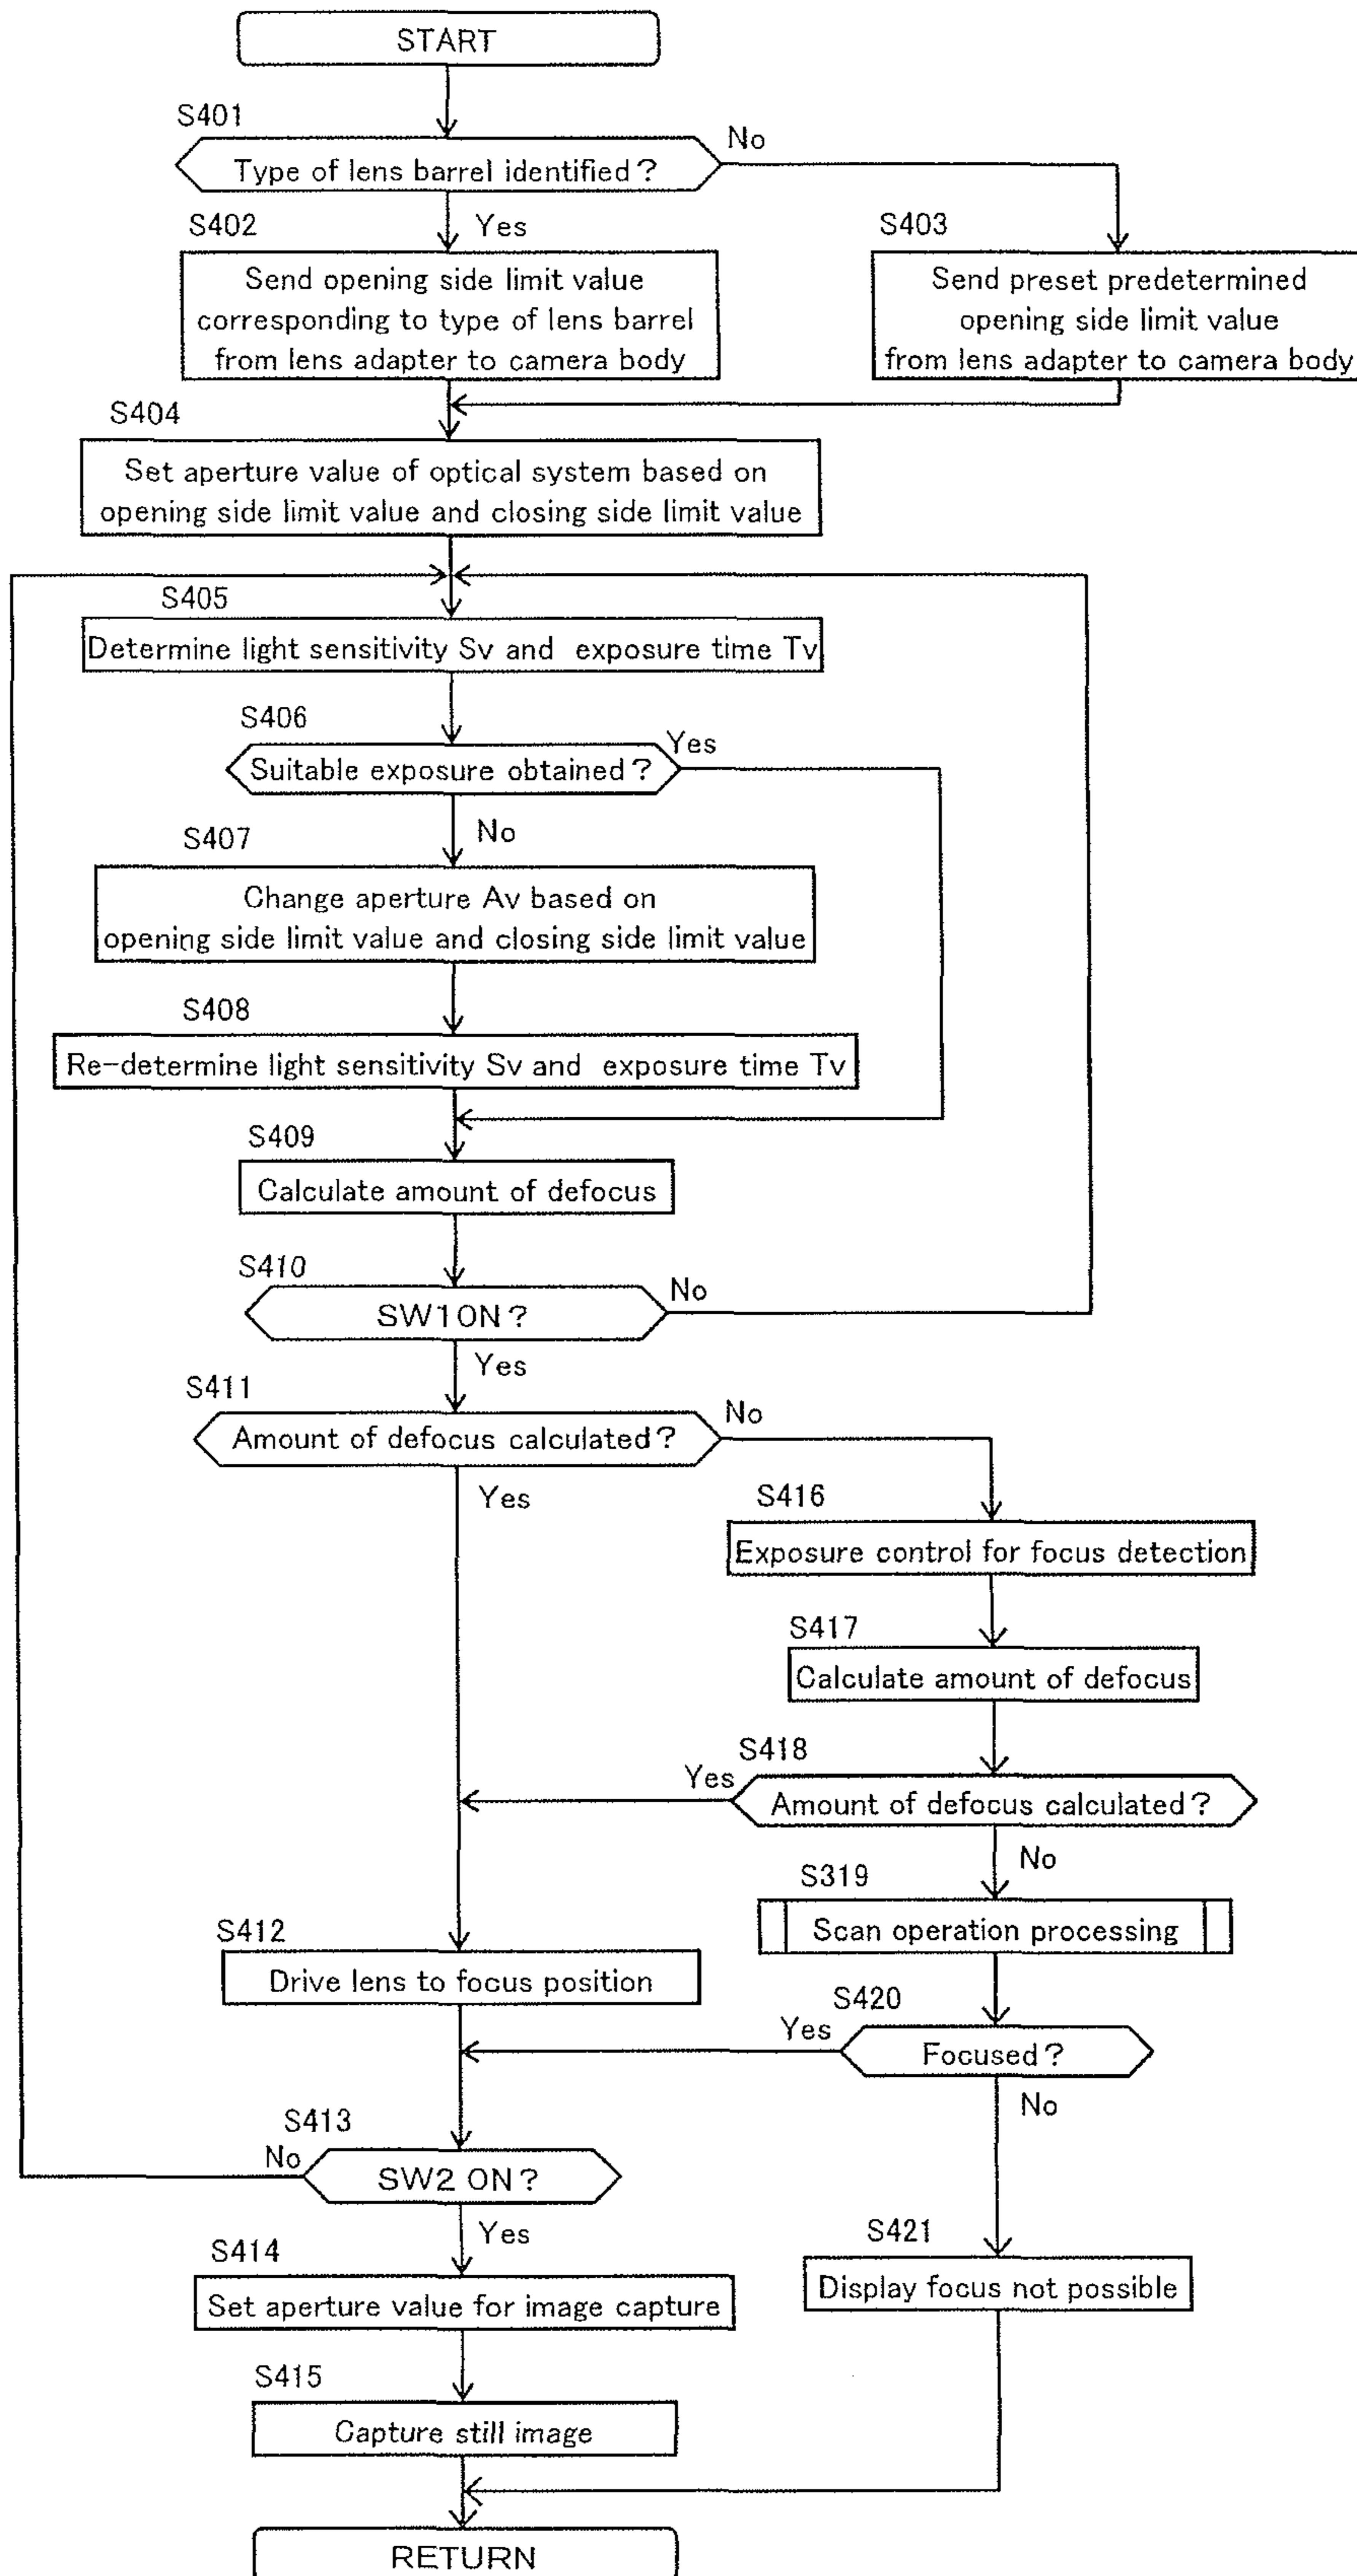 START
S401
No
Type of lens barrel identified?
S402
Yes
S403
Send opening side limit value
corresponding to type of lens barrel
from lens adapter to camera body
Send preset predetermined
opening side limit value
from lens adapter to camera body
S404
Set aperture value of optical system based on
opening side limit value and closing side limit value
S405
Determine light sensitivity Sv and exposure time Tv
S406
Yes
Suitable exposure obtained?
No
S407
Change aperture Av based on
opening side limit value and closing side limit value
S408
Re-determine light sensitivity Sv and exposure time Tv
S409
Calculate amount of defocus
S410
No
SW1ON?
Yes
S411
No
Amount of defocus calculated?
Yes
S416
Exposure control for focus detection
S417
Calculate amount of defocus
S418
Yes
Amount of defocus calculated?
No
S319
Scan operation processing
S412
Drive lens to focus position
S420
Yes
Focused?
No
S413
No
SW2 ON?
Yes
S421
Display focus not possible
S414
Set aperture value for image capture
S415
Capture still image
RETURN